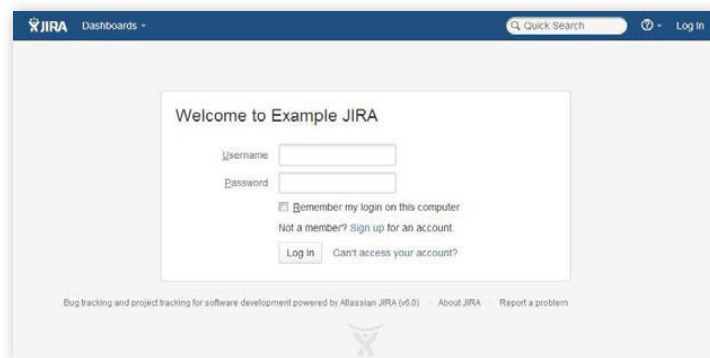 JIRA Dashboards Quick Search Log In
Welcome to Example JIRA
Username
Password
Remember my login on this computer
Not a member? Sign up for an account.
Log In Can't access your account?
Bug tracking and project tracking for software development powered by Atlassian JIRA (v6.0) · About JIRA · Report a problem